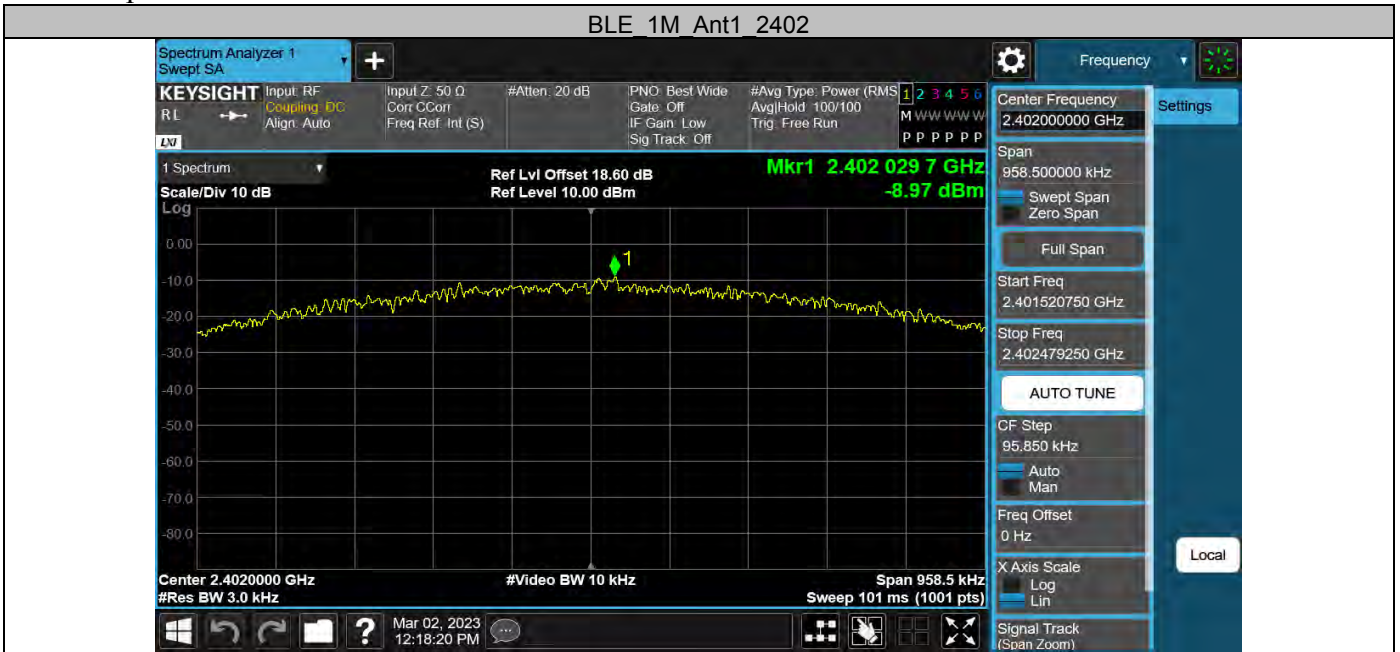 BLE_1M_Ant1_2402
Spectrum Analyzer 1
Swept SA
+
Frequency
KEYSIGHT
RL
LXI
Input: RF
Coupling: DC
Align: Auto
Input Z: 50 Ω
Corr CCorr
Freq Ref: Int (S)
#Atten: 20 dB
PNO: Best Wide
Gate: Off
IF Gain: Low
Sig Track: Off
#Avg Type: Power (RMS
Avg|Hold: 100/100
Trig: Free Run
1 2 3 4 5 6
M W W W W W
P P P P P P
1 Spectrum
Scale/Div 10 dB
Log
Ref Lvl Offset 18.60 dB
Ref Level 10.00 dBm
Mkr1 2.402 029 7 GHz
-8.97 dBm
1
0.00
-10.0
-20.0
-30.0
-40.0
-50.0
-60.0
-70.0
-80.0
Center 2.4020000 GHz
#Res BW 3.0 kHz
#Video BW 10 kHz
Span 958.5 kHz
Sweep 101 ms (1001 pts)
Center Frequency
2.402000000 GHz
Settings
Span
958.500000 kHz
Swept Span
Zero Span
Full Span
Start Freq
2.401520750 GHz
Stop Freq
2.402479250 GHz
AUTO TUNE
CF Step
95.850 kHz
Auto
Man
Freq Offset
0 Hz
X Axis Scale
Log
Lin
Local
Signal Track
(Span Zoom)
?
Mar 02, 2023
12:18:20 PM